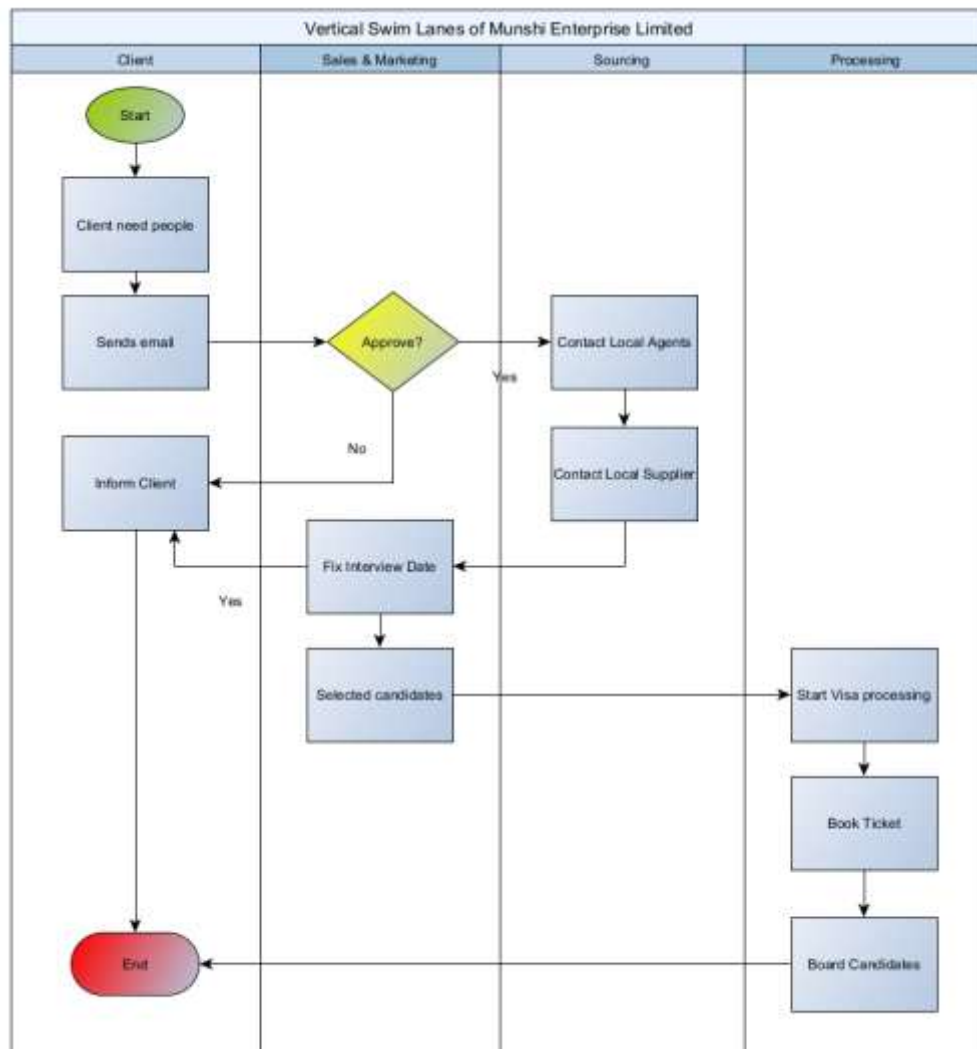 Vertical Swim Lanes of Munshi Enterprise Limited
Client
Sales & Marketing
Sourcing
Processing
Start
Client need people
Sends email
Approve?
Contact Local Agents
Yes
No
Inform Client
Contact Local Supplier
Fix Interview Date
Yes
Selected candidates
Start Visa processing
Book Ticket
End
Board Candidates